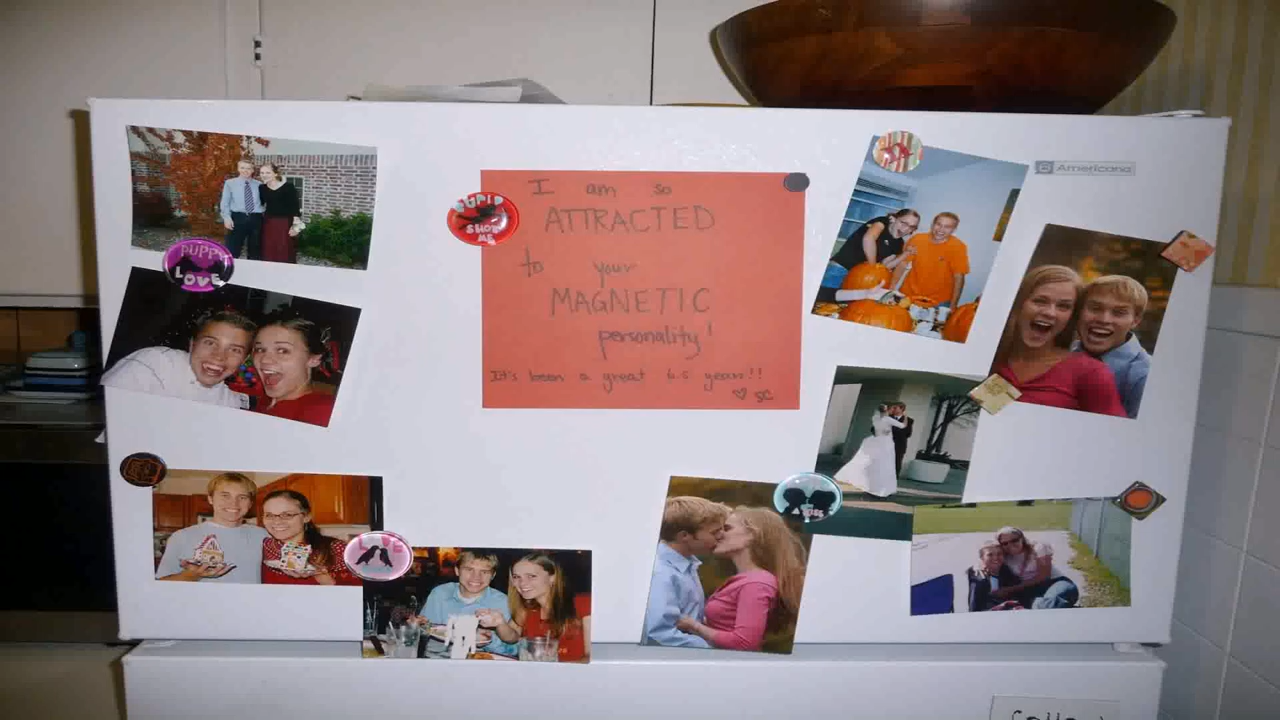 I am so
ATTRACTED
to your
MAGNETIC
personality!
It's been a great 6.5 years!!
♡ SC
CUPID
SHOT
ME
PUPPY
LOVE
Americana